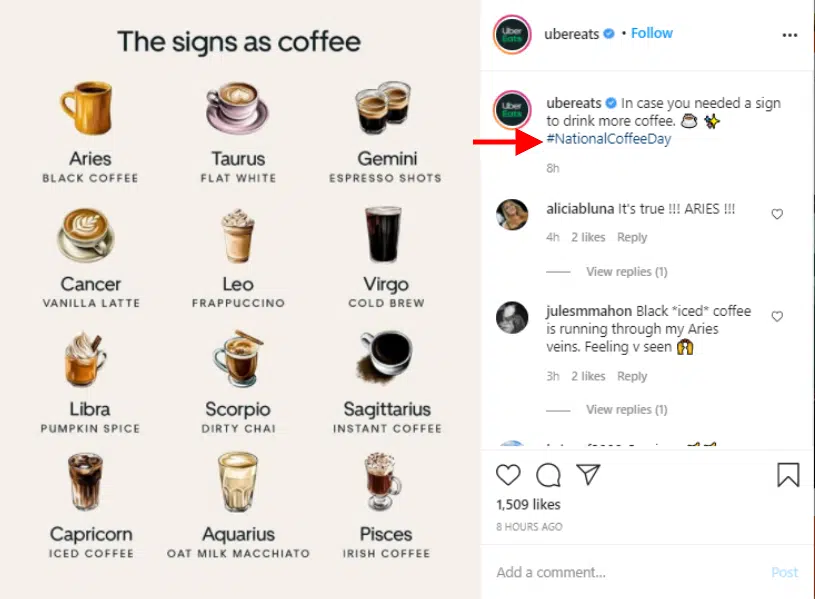 The signs as coffee
Aries
BLACK COFFEE
Taurus
FLAT WHITE
Gemini
ESPRESSO SHOTS
Cancer
VANILLA LATTE
Leo
FRAPPUCCINO
Virgo
COLD BREW
Libra
PUMPKIN SPICE
Scorpio
DIRTY CHAI
Sagittarius
INSTANT COFFEE
Capricorn
ICED COFFEE
Aquarius
OAT MILK MACCHIATO
Pisces
IRISH COFFEE
Uber
Eats
ubereats • Follow
Uber
Eats
ubereats In case you needed a sign
to drink more coffee.
#NationalCoffeeDay
8h
aliciabluna It's true !!! ARIES !!!
4h 2 likes Reply
View replies (1)
julesmmahon Black *iced* coffee
is running through my Aries
veins. Feeling v seen
3h 2 likes Reply
View replies (1)
1,509 likes
8 HOURS AGO
Add a comment... Post